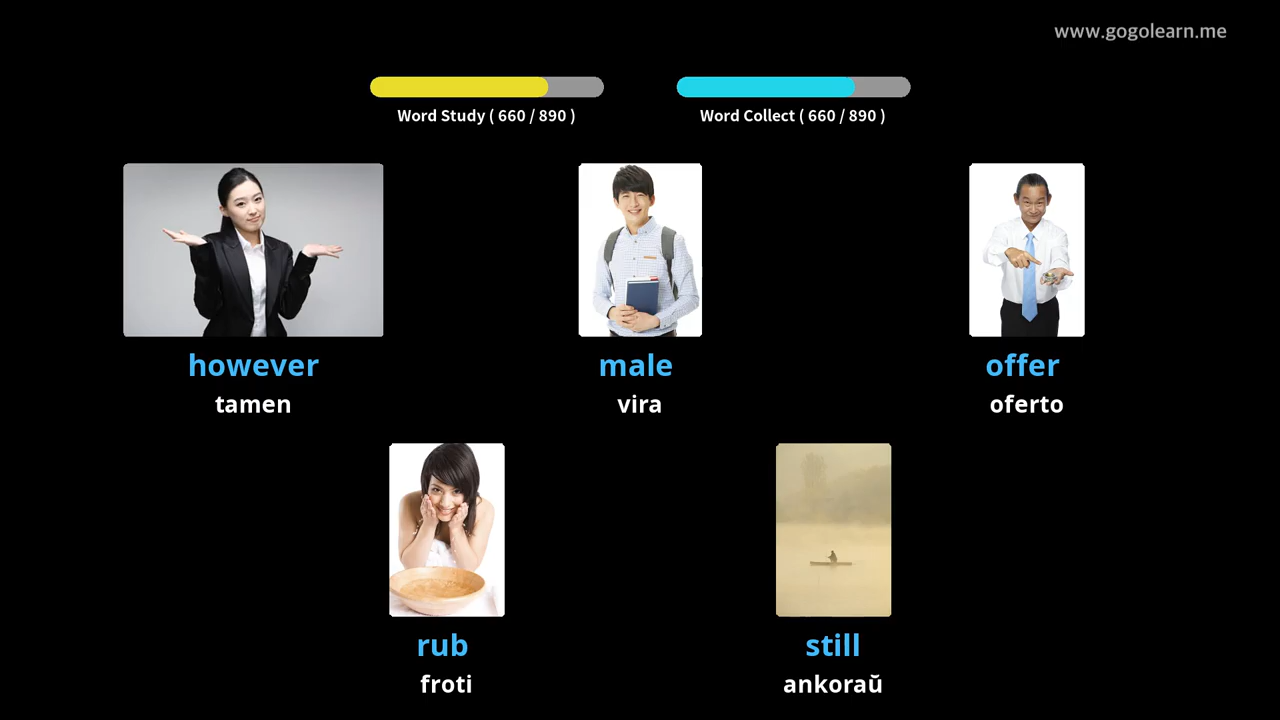 www.gogolearn.me
Word Study ( 660 / 890 )
Word Collect ( 660 / 890 )
however
tamen
male
vira
offer
oferto
rub
froti
still
ankoraŭ